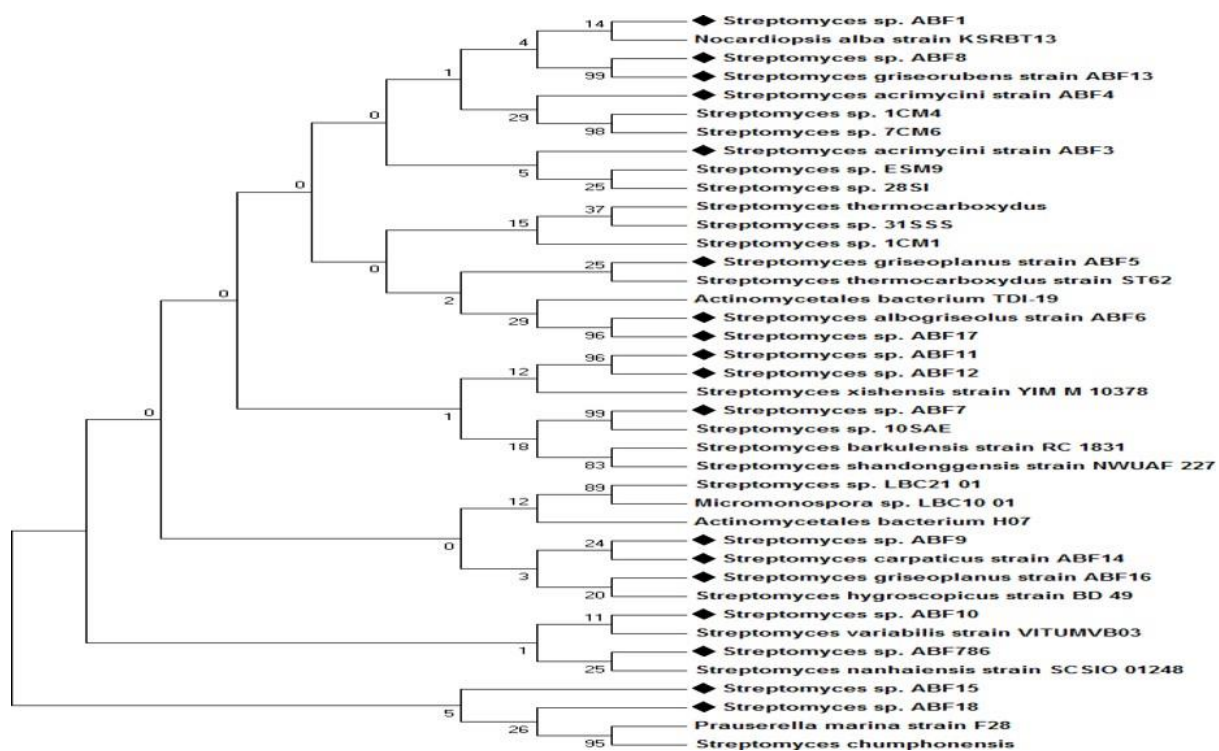 14 ◆ Streptomyces sp. ABF1
4 Nocardiopsis alba strain KSRBT13
◆ Streptomyces sp. ABF8
1 99 ◆ Streptomyces griseorubens strain ABF13
◆ Streptomyces acrimycini strain ABF4
0 29 Streptomyces sp. 1CM4
98 Streptomyces sp. 7CM6
◆ Streptomyces acrimycini strain ABF3
5 Streptomyces sp. ESM9
0 25 Streptomyces sp. 28SI
37 Streptomyces thermocarboxydus
15 Streptomyces sp. 31SSS
Streptomyces sp. 1CM1
0 25 ◆ Streptomyces griseoplanus strain ABF5
Streptomyces thermocarboxydus strain ST62
0 2 Actinomycetales bacterium TDI-19
29 ◆ Streptomyces albogriseolus strain ABF6
96 ◆ Streptomyces sp. ABF17
96 ◆ Streptomyces sp. ABF11
12 ◆ Streptomyces sp. ABF12
Streptomyces xishensis strain YIM M 10378
0 1 99 ◆ Streptomyces sp. ABF7
Streptomyces sp. 10SAE
18 Streptomyces barkulensis strain RC 1831
83 Streptomyces shandonggensis strain NWUAF 227
89 Streptomyces sp. LBC21 01
12 Micromonospora sp. LBC10 01
Actinomycetales bacterium H07
0 24 ◆ Streptomyces sp. ABF9
◆ Streptomyces carpaticus strain ABF14
3 ◆ Streptomyces griseoplanus strain ABF16
20 Streptomyces hygroscopicus strain BD 49
11 ◆ Streptomyces sp. ABF10
Streptomyces variabilis strain VITUMVB03
1 ◆ Streptomyces sp. ABF786
25 Streptomyces nanhaiensis strain SCSIO 01248
◆ Streptomyces sp. ABF15
5 ◆ Streptomyces sp. ABF18
26 Prauserella marina strain F28
95 Streptomyces chumphonensis